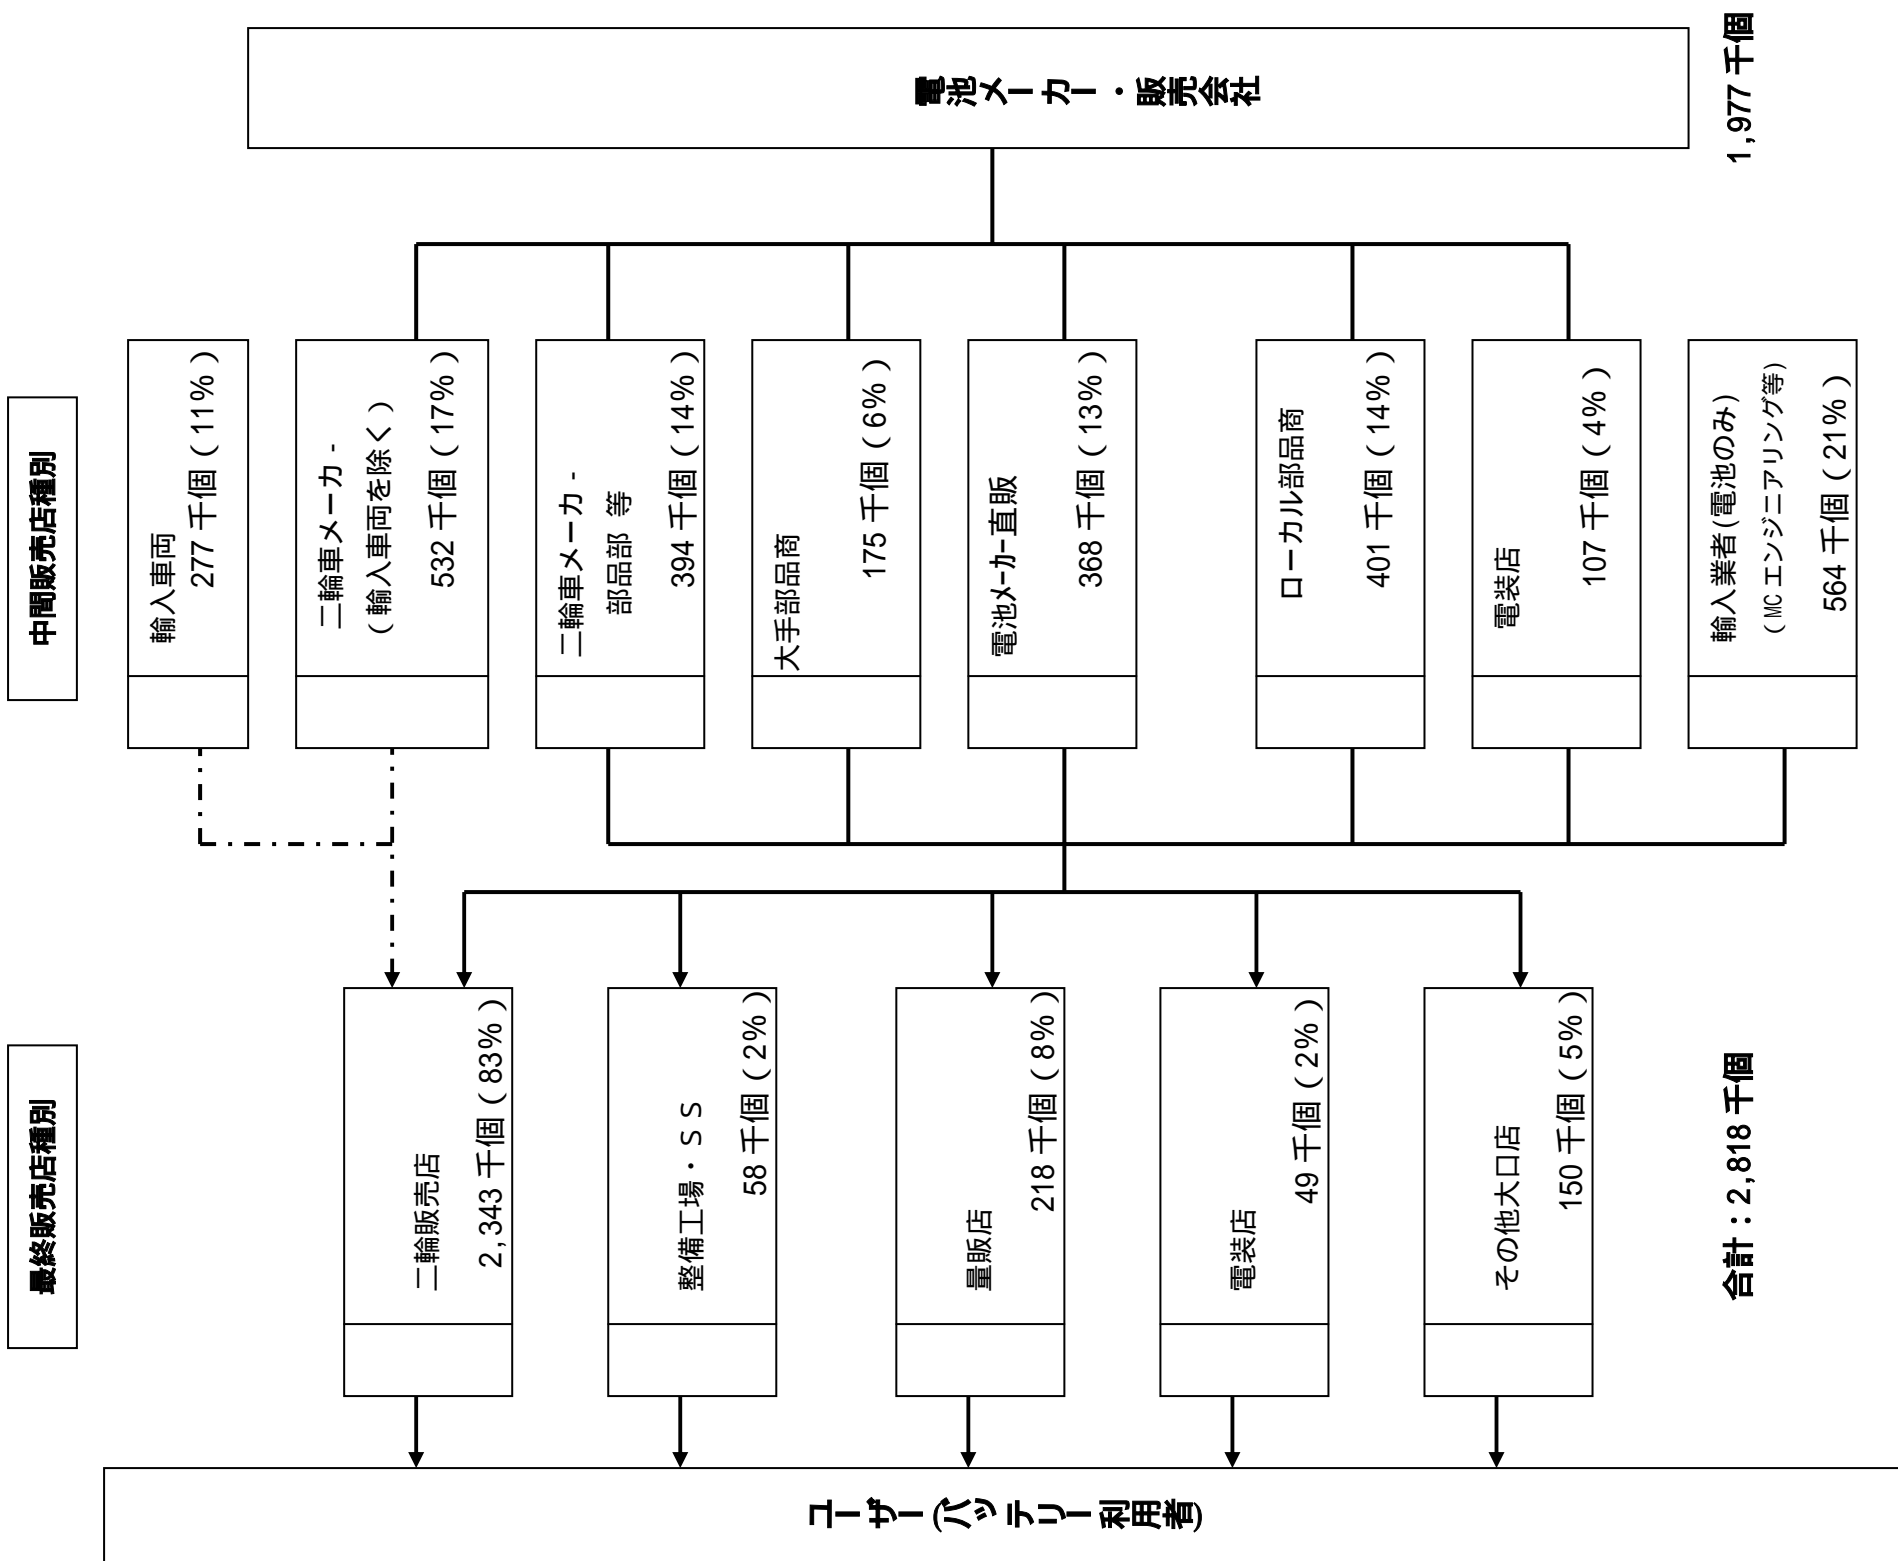 電池メーカー・販売会社
1,977 千個
中間販売店種別
輸入車両
277 千個（11%）
二輪車メーカ -
（輸入車両を除く）
532 千個（17%）
二輪車メーカ -
部品部 等
394 千個（14%）
大手部品商
175 千個（6%）
電池メーカー直販
368 千個（13%）
ローカル部品商
401 千個（14%）
電装店
107 千個（4%）
輸入業者(電池のみ)
（MC エンジニアリング等）
564 千個（21%）
最終販売店種別
二輪販売店
2,343 千個（83%）
整備工場・ＳＳ
58 千個（2%）
量販店
218 千個（8%）
電装店
49 千個（2%）
その他大口店
150 千個（5%）
合計：2,818 千個
ユーザー(バッテリー利用者)